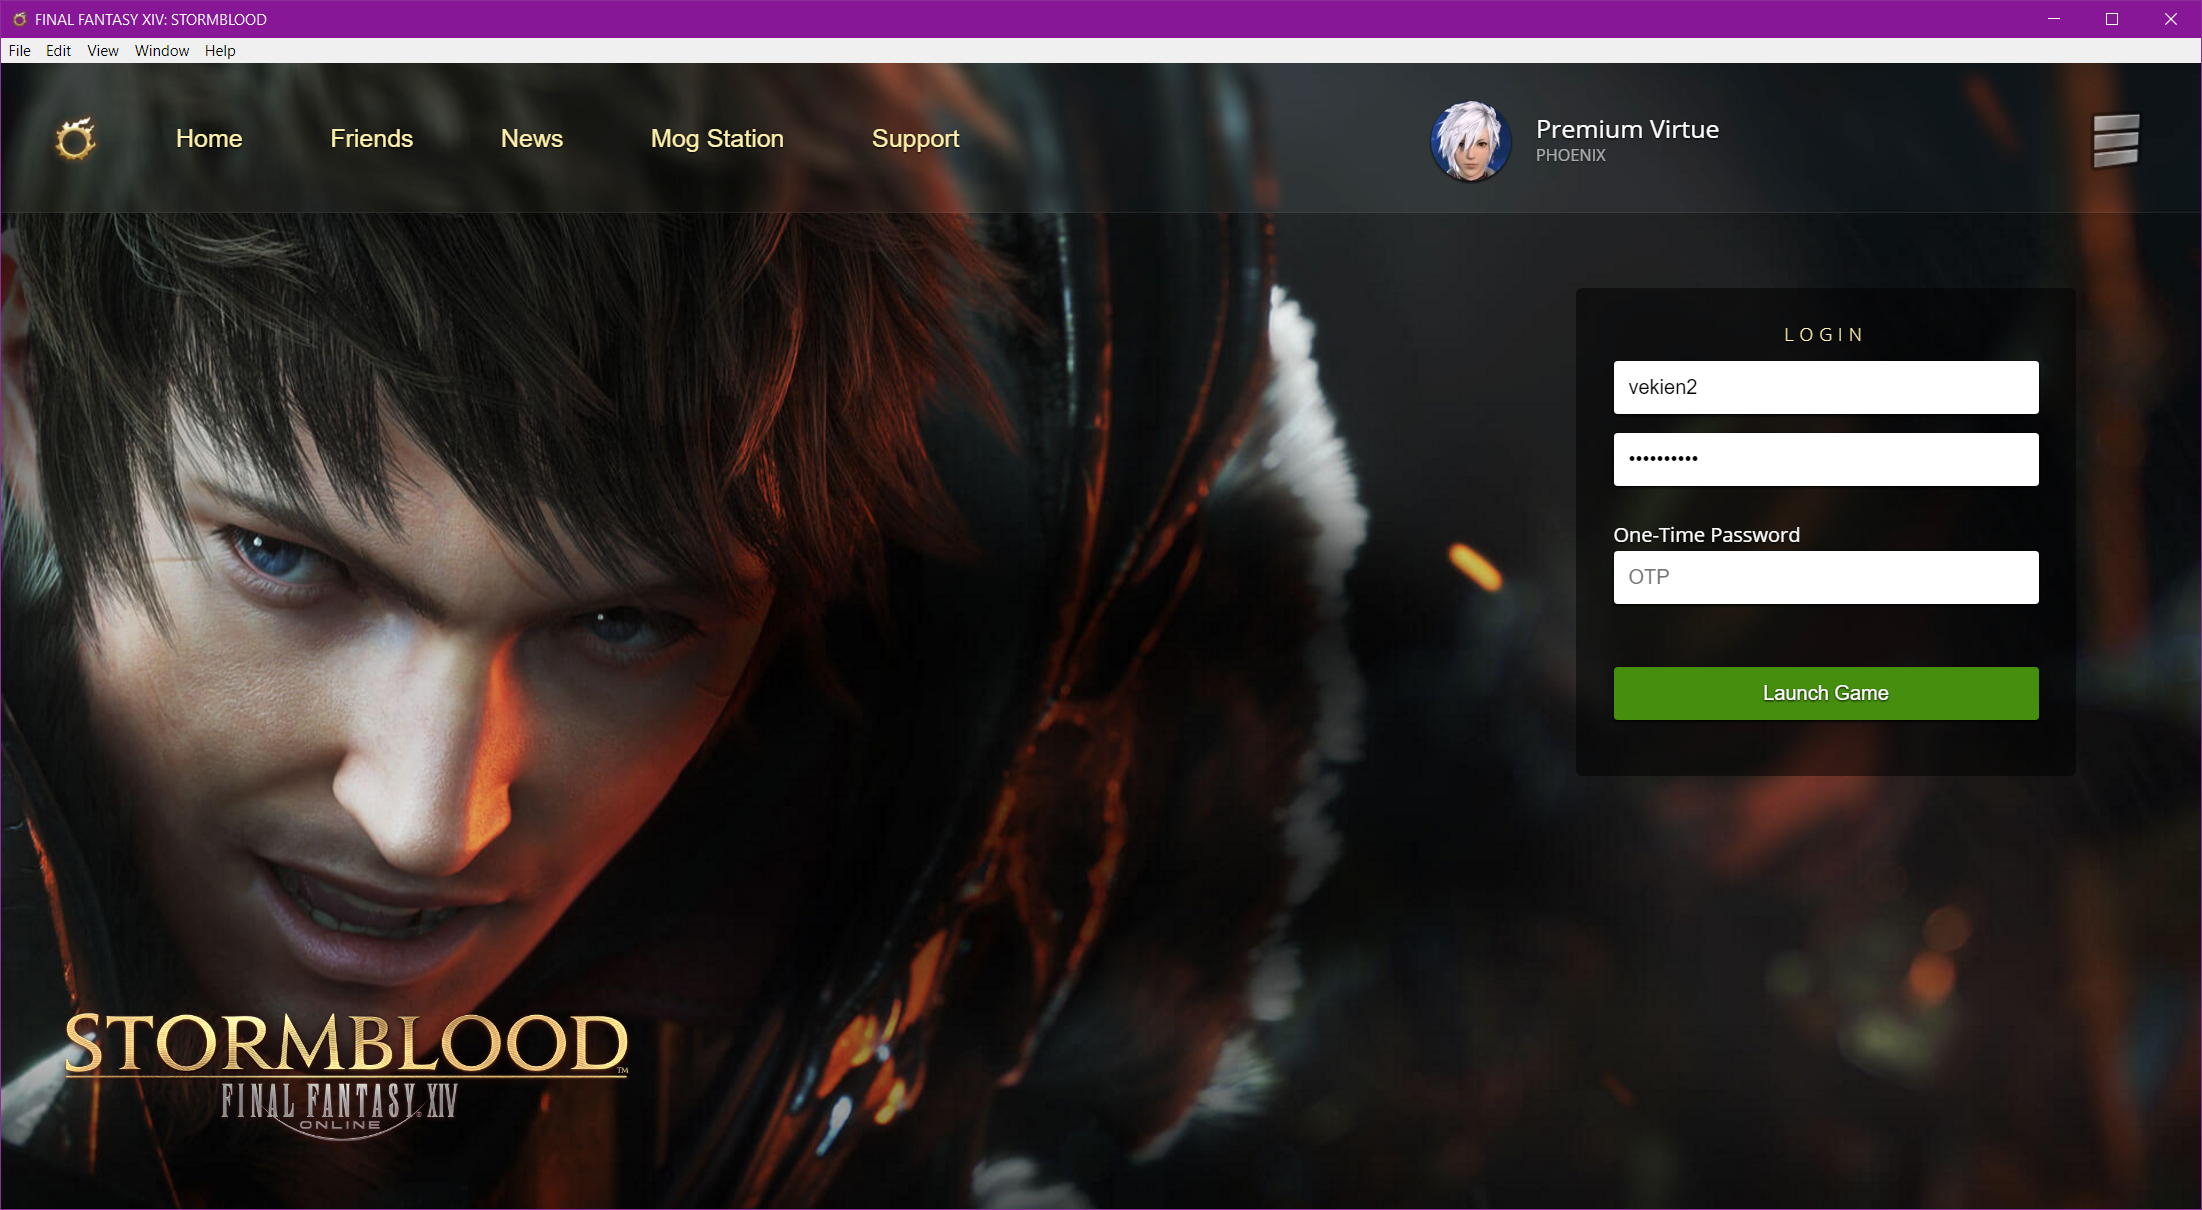 FINAL FANTASY XIV: STORMBLOOD
File Edit View Window Help
Home Friends News Mog Station Support
Premium Virtue
PHOENIX
LOGIN
vekien2
••••••••••
One-Time Password
OTP
Launch Game
STORMBLOOD™
FINAL FANTASY® XIV
ONLINE